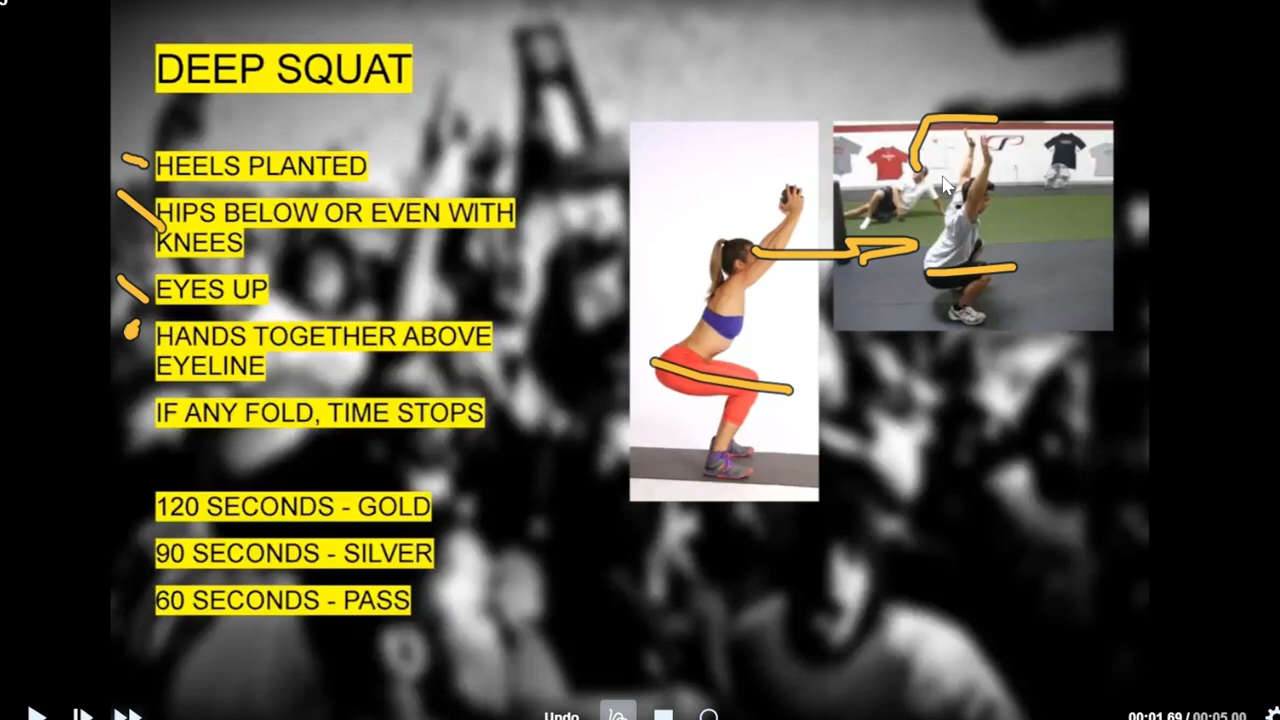 DEEP SQUAT
HEELS PLANTED
HIPS BELOW OR EVEN WITH
KNEES
EYES UP
HANDS TOGETHER ABOVE
EYELINE
IF ANY FOLD, TIME STOPS
120 SECONDS - GOLD
90 SECONDS - SILVER
60 SECONDS - PASS
Undo
00:01.69 / 00:05.00